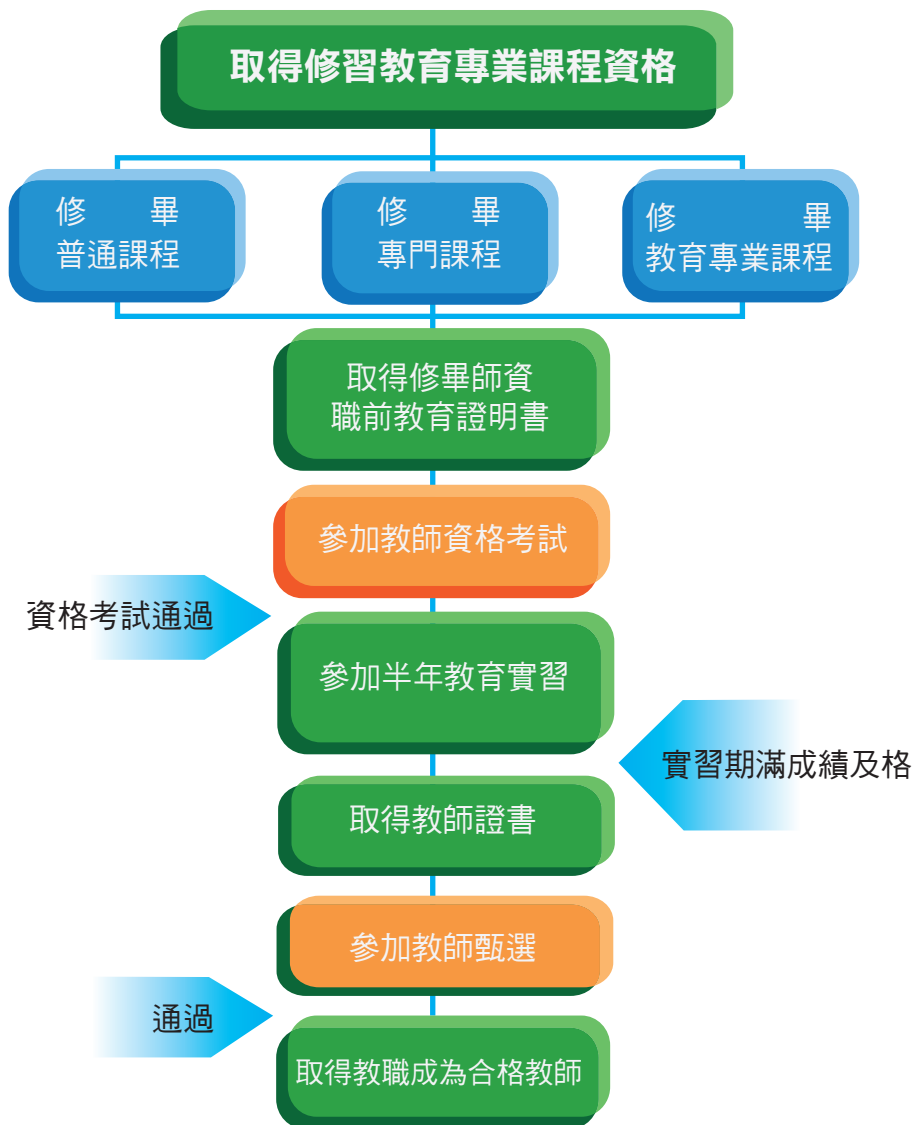 取得修習教育專業課程資格
修　　畢
普通課程
修　　畢
專門課程
修　　　畢
教育專業課程
取得修畢師資
職前教育證明書
參加教師資格考試
資格考試通過
參加半年教育實習
實習期滿成績及格
取得教師證書
參加教師甄選
通過
取得教職成為合格教師